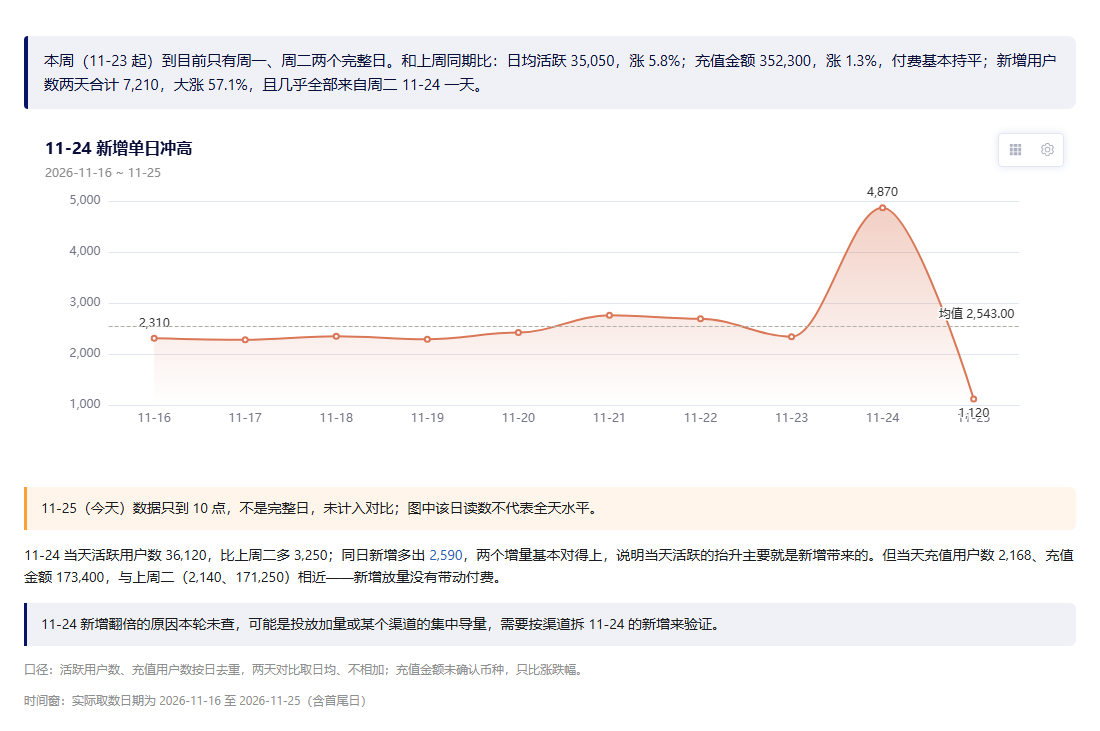 本周（11-23 起）到目前只有周一、周二两个完整日。和上周同期比：日均活跃 35,050，涨 5.8%；充值金额 352,300，涨 1.3%，付费基本持平；新增用户
数两天合计 7,210，大涨 57.1%，且几乎全部来自周二 11-24 一天。
11-24 新增单日冲高
2026-11-16 ~ 11-25
5,000
4,000
3,000
2,000
1,000
4,870
2,310
均值 2,543.00
1,120
11-16
11-17
11-18
11-19
11-20
11-21
11-22
11-23
11-24
11-25
11-25（今天）数据只到 10 点，不是完整日，未计入对比；图中该日读数不代表全天水平。
11-24 当天活跃用户数 36,120，比上周二多 3,250；同日新增多出 2,590，两个增量基本对得上，说明当天活跃的抬升主要就是新增带来的。但当天充值用户数 2,168、充值
金额 173,400，与上周二（2,140、171,250）相近——新增放量没有带动付费。
11-24 新增翻倍的原因本轮未查，可能是投放加量或某个渠道的集中导量，需要按渠道拆 11-24 的新增来验证。
口径：活跃用户数、充值用户数按日去重，两天对比取日均、不相加；充值金额未确认币种，只比涨跌幅。
时间窗：实际取数日期为 2026-11-16 至 2026-11-25（含首尾日）